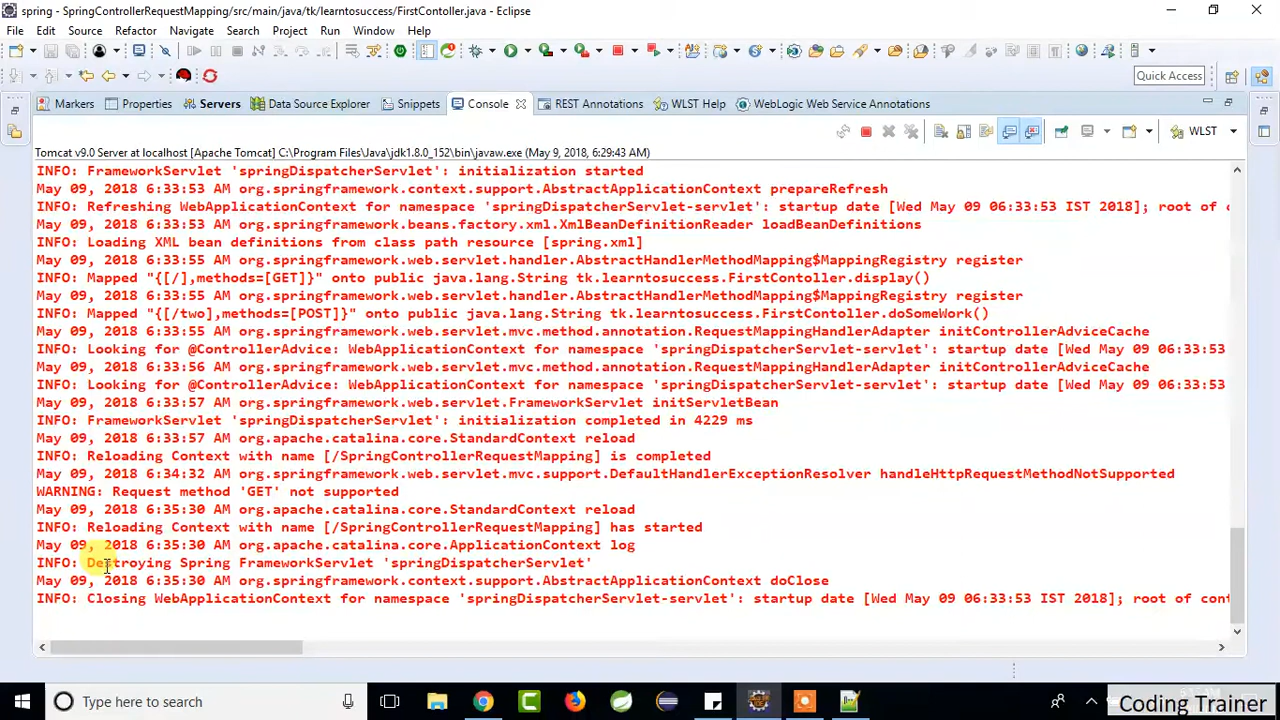 spring - SpringControllerRequestMapping/src/main/java/tk/learntosuccess/FirstContoller.java - Eclipse
File Edit Source Refactor Navigate Search Project Run Window Help
Quick Access
Markers Properties Servers Data Source Explorer Snippets Console REST Annotations WLST Help WebLogic Web Service Annotations
WLST
Tomcat v9.0 Server at localhost [Apache Tomcat] C:\Program Files\Java\jdk1.8.0_152\bin\javaw.exe (May 9, 2018, 6:29:43 AM)
INFO: FrameworkServlet 'springDispatcherServlet': initialization started
May 09, 2018 6:33:53 AM org.springframework.context.support.AbstractApplicationContext prepareRefresh
INFO: Refreshing WebApplicationContext for namespace 'springDispatcherServlet-servlet': startup date [Wed May 09 06:33:53 IST 2018]; root of c
May 09, 2018 6:33:53 AM org.springframework.beans.factory.xml.XmlBeanDefinitionReader loadBeanDefinitions
INFO: Loading XML bean definitions from class path resource [spring.xml]
May 09, 2018 6:33:55 AM org.springframework.web.servlet.handler.AbstractHandlerMethodMapping$MappingRegistry register
INFO: Mapped "{[/],methods=[GET]}" onto public java.lang.String tk.learntosuccess.FirstContoller.display()
May 09, 2018 6:33:55 AM org.springframework.web.servlet.handler.AbstractHandlerMethodMapping$MappingRegistry register
INFO: Mapped "{[/two],methods=[POST]}" onto public java.lang.String tk.learntosuccess.FirstContoller.doSomeWork()
May 09, 2018 6:33:55 AM org.springframework.web.servlet.mvc.method.annotation.RequestMappingHandlerAdapter initControllerAdviceCache
INFO: Looking for @ControllerAdvice: WebApplicationContext for namespace 'springDispatcherServlet-servlet': startup date [Wed May 09 06:33:53
May 09, 2018 6:33:56 AM org.springframework.web.servlet.mvc.method.annotation.RequestMappingHandlerAdapter initControllerAdviceCache
INFO: Looking for @ControllerAdvice: WebApplicationContext for namespace 'springDispatcherServlet-servlet': startup date [Wed May 09 06:33:53
May 09, 2018 6:33:57 AM org.springframework.web.servlet.FrameworkServlet initServletBean
INFO: FrameworkServlet 'springDispatcherServlet': initialization completed in 4229 ms
May 09, 2018 6:33:57 AM org.apache.catalina.core.StandardContext reload
INFO: Reloading Context with name [/SpringControllerRequestMapping] is completed
May 09, 2018 6:34:32 AM org.springframework.web.servlet.mvc.support.DefaultHandlerExceptionResolver handleHttpRequestMethodNotSupported
WARNING: Request method 'GET' not supported
May 09, 2018 6:35:30 AM org.apache.catalina.core.StandardContext reload
INFO: Reloading Context with name [/SpringControllerRequestMapping] has started
May 09, 2018 6:35:30 AM org.apache.catalina.core.ApplicationContext log
INFO: Destroying Spring FrameworkServlet 'springDispatcherServlet'
May 09, 2018 6:35:30 AM org.springframework.context.support.AbstractApplicationContext doClose
INFO: Closing WebApplicationContext for namespace 'springDispatcherServlet-servlet': startup date [Wed May 09 06:33:53 IST 2018]; root of cont
Type here to search
Coding Trainer